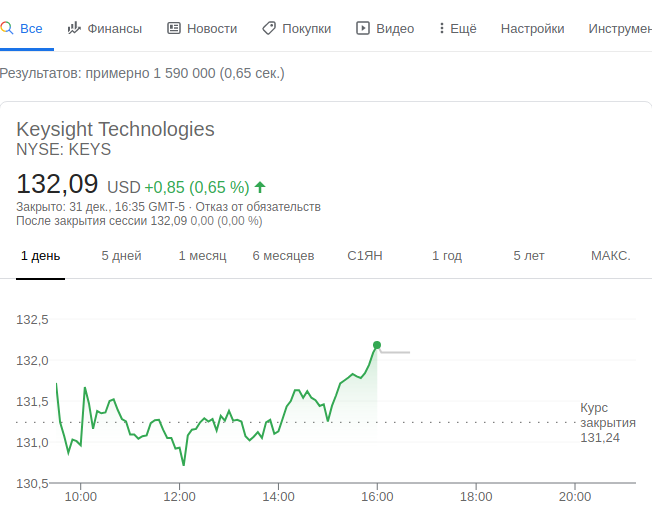 Все Финансы Новости Покупки Видео Ещё Настройки Инструмен
Результатов: примерно 1 590 000 (0,65 сек.)
Keysight Technologies
NYSE: KEYS
132,09 USD +0,85 (0,65 %)
Закрыто: 31 дек., 16:35 GMT-5 · Отказ от обязательств
После закрытия сессии 132,09 0,00 (0,00 %)
1 день 5 дней 1 месяц 6 месяцев С1ЯН 1 год 5 лет МАКС.
132,5
132,0
131,5
131,0
130,5
Курс
закрытия
131,24
10:00 12:00 14:00 16:00 18:00 20:00